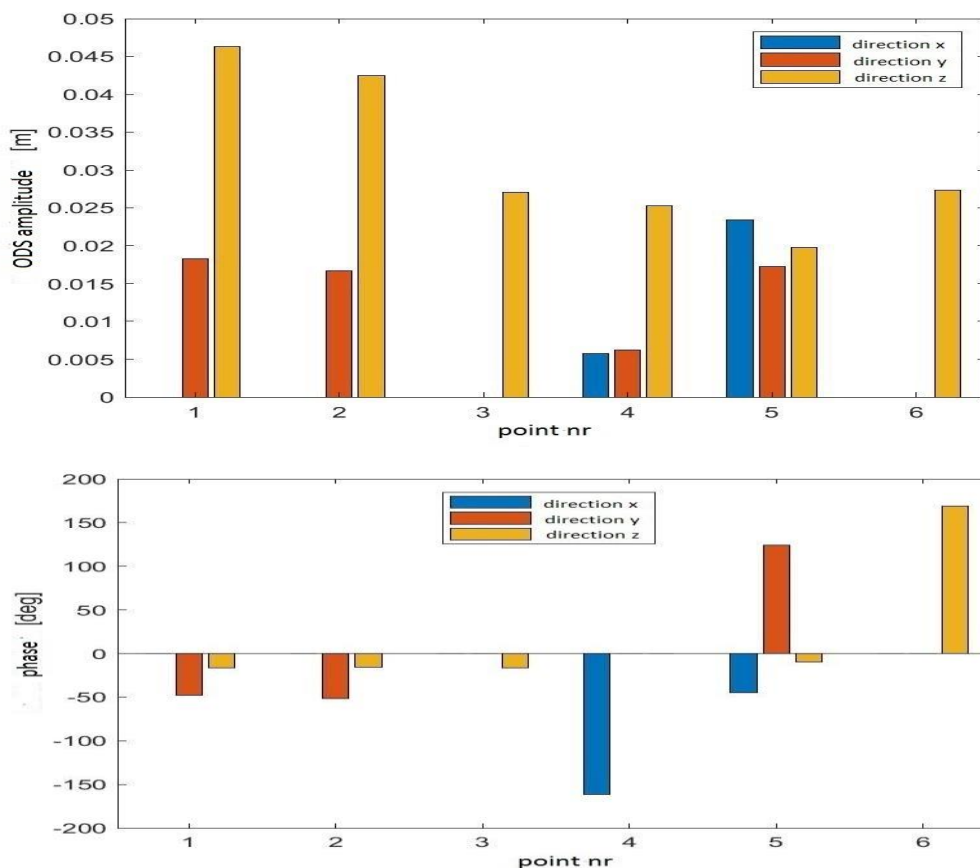 0.05
0.045
0.04
0.035
0.03
0.025
0.02
0.015
0.01
0.005
0
ODS amplitude [m]
direction x
direction y
direction z
1 2 3 4 5 6
point nr
200
150
100
50
0
-50
-100
-150
-200
phase [deg]
direction x
direction y
direction z
1 2 3 4 5 6
point nr